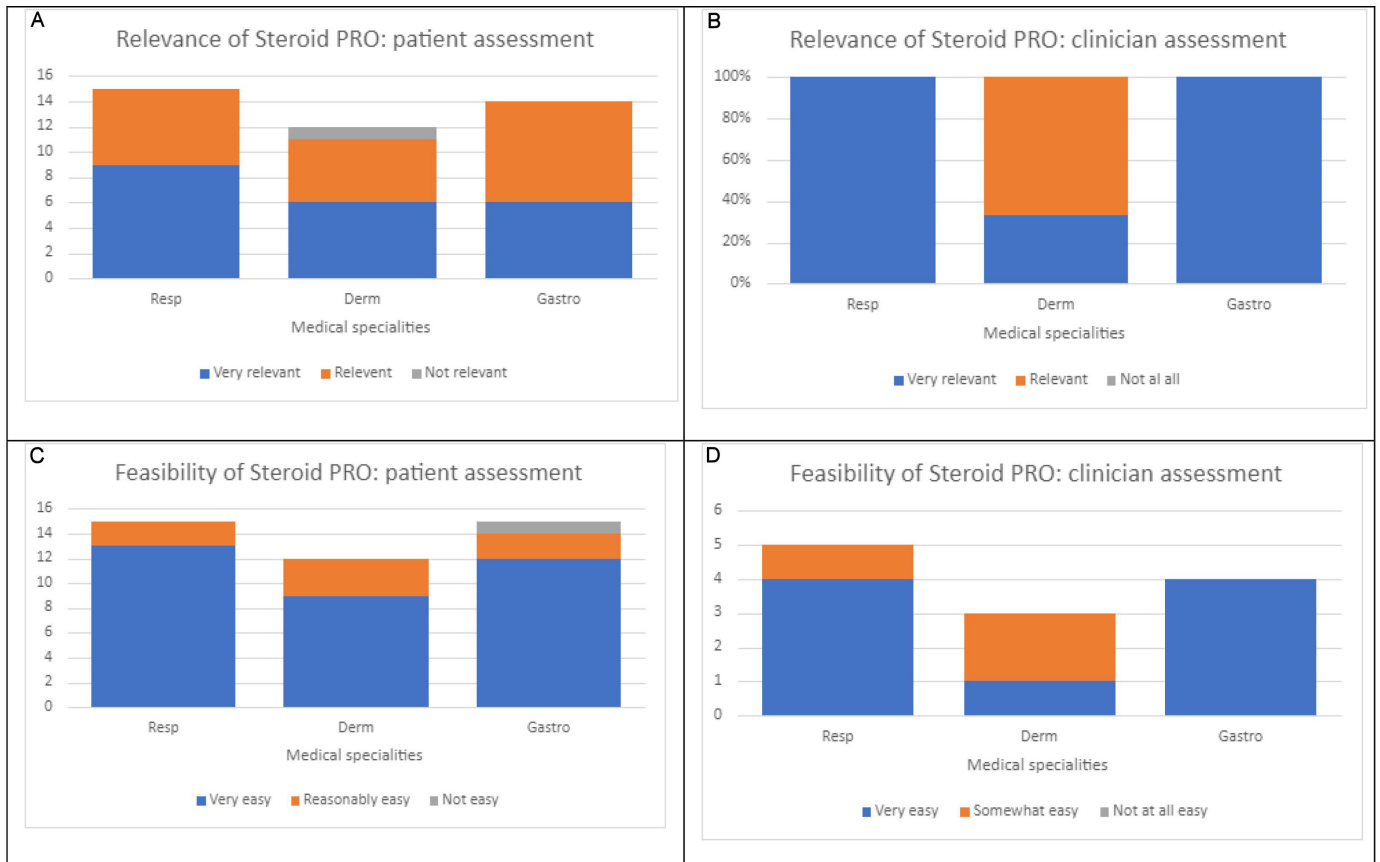 A
Relevance of Steroid PRO: patient assessment
16
14
12
10
8
6
4
2
0
Resp Derm Gastro
Medical specialities
Very relevant Relevent Not relevant
B
Relevance of Steroid PRO: clinician assessment
100%
80%
60%
40%
20%
0%
Resp Derm Gastro
Medical specialities
Very relevant Relevant Not al all
C
Feasibility of Steroid PRO: patient assessment
16
14
12
10
8
6
4
2
0
Resp Derm Gastro
Medical specialities
Very easy Reasonably easy Not easy
D
Feasibility of Steroid PRO: clinician assessment
6
5
4
3
2
1
0
Resp Derm Gastro
Medical specialities
Very easy Somewhat easy Not at all easy